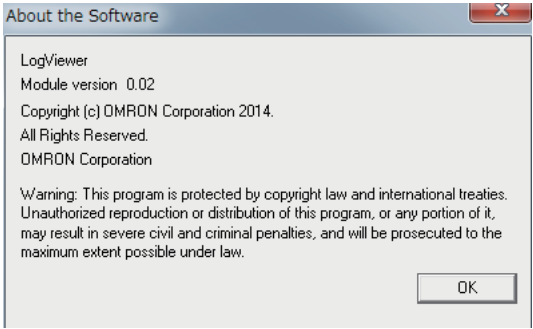 About the Software
LogViewer
Module version 0.02
Copyright (c) OMRON Corporation 2014.
All Rights Reserved.
OMRON Corporation
Warning: This program is protected by copyright law and international treaties.
Unauthorized reproduction or distribution of this program, or any portion of it,
may result in severe civil and criminal penalties, and will be prosecuted to the
maximum extent possible under law.
OK